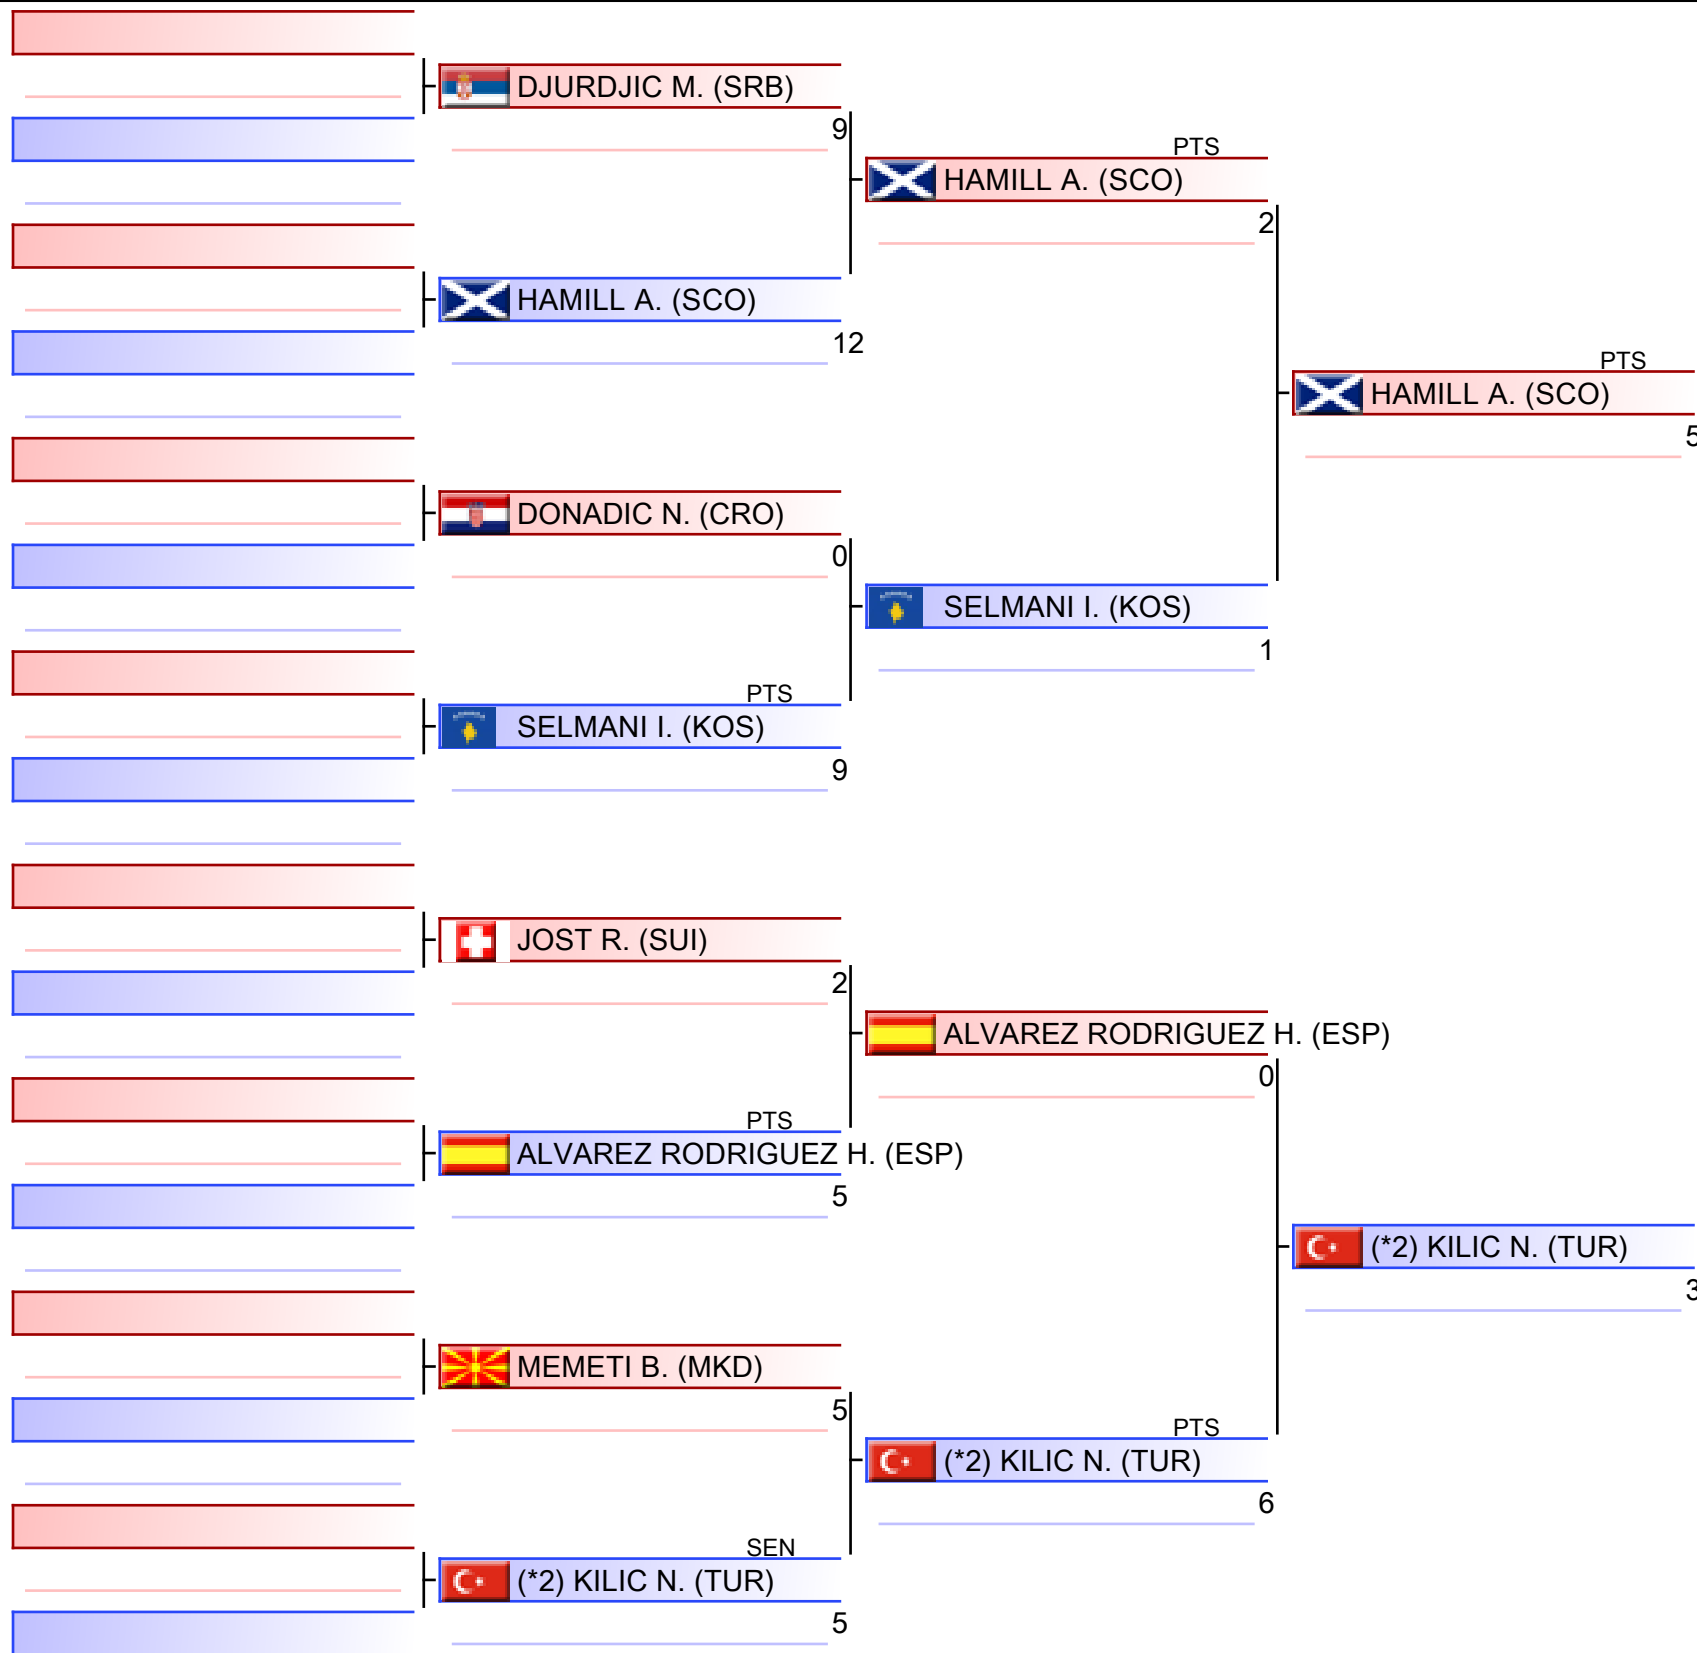 DJURDJIC M. (SRB)
9
PTS
HAMILL A. (SCO)
2
HAMILL A. (SCO)
12
PTS
HAMILL A. (SCO)
5
DONADIC N. (CRO)
0
SELMANI I. (KOS)
1
PTS
SELMANI I. (KOS)
9
JOST R. (SUI)
2
ALVAREZ RODRIGUEZ H. (ESP)
0
PTS
ALVAREZ RODRIGUEZ H. (ESP)
5
(*2) KILIC N. (TUR)
3
MEMETI B. (MKD)
5
PTS
(*2) KILIC N. (TUR)
6
SEN
(*2) KILIC N. (TUR)
5